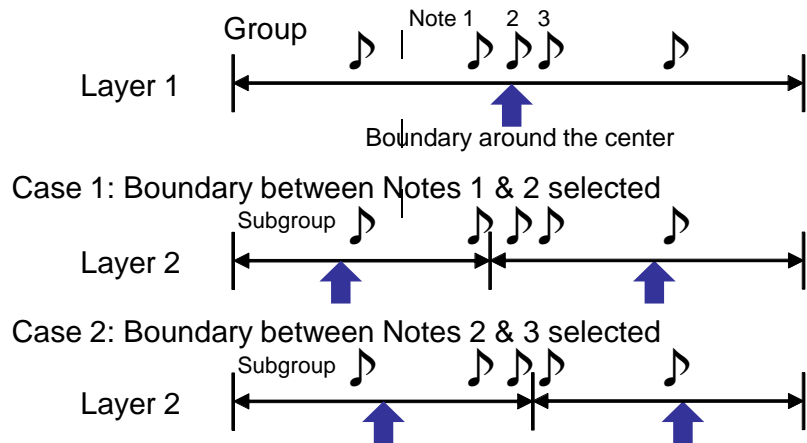 Group Note 1 2 3
Layer 1
Boundary around the center
Case 1: Boundary between Notes 1 & 2 selected
Subgroup
Layer 2
Case 2: Boundary between Notes 2 & 3 selected
Subgroup
Layer 2